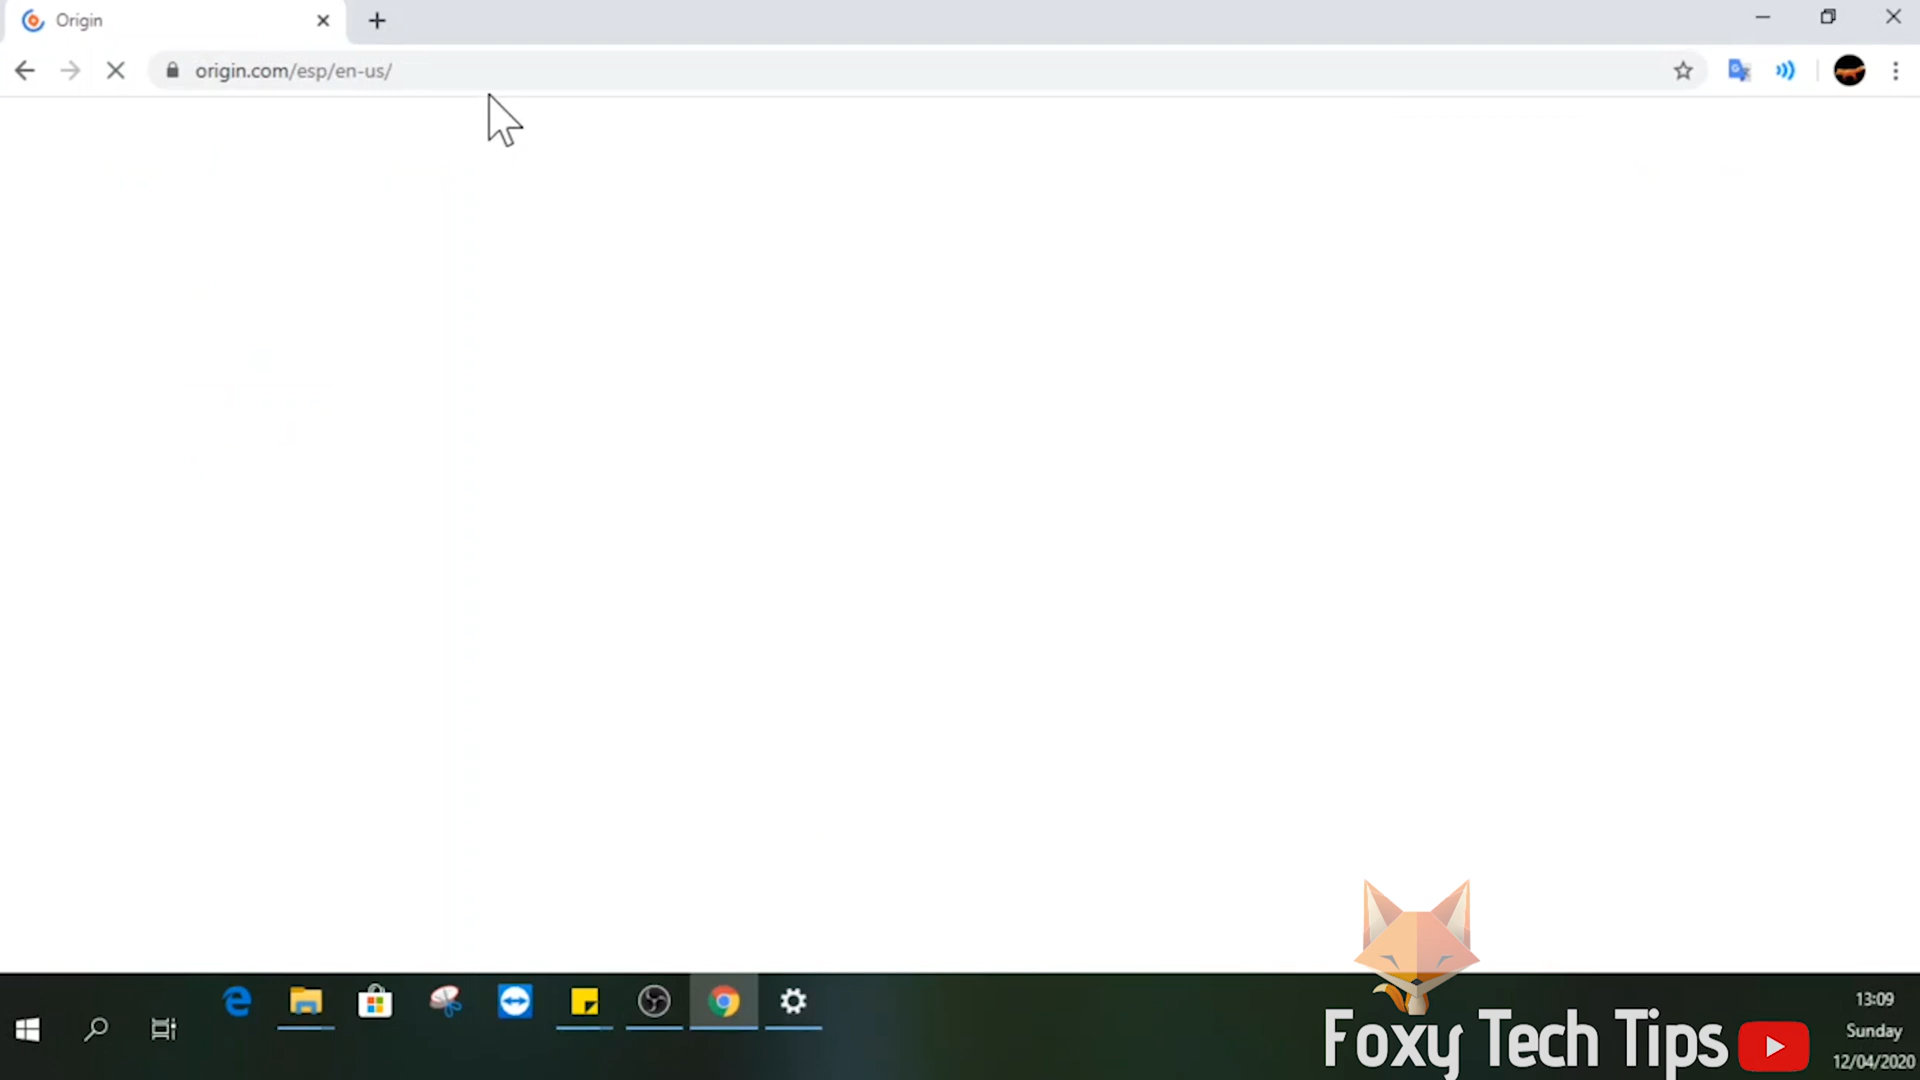 Origin
origin.com/esp/en-us/
13:09
Sunday
12/04/2020
Foxy Tech Tips